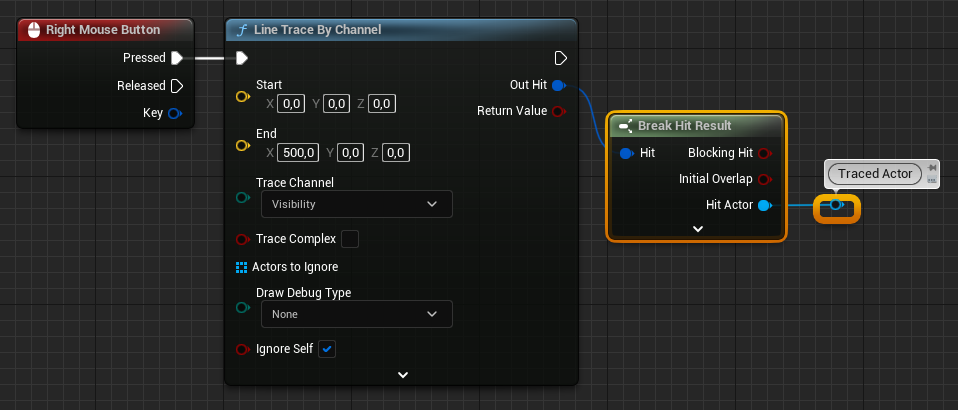 Right Mouse Button
Pressed
Released
Key
Line Trace By Channel
Start
X 0,0 Y 0,0 Z 0,0
End
X 500,0 Y 0,0 Z 0,0
Trace Channel
Visibility
Trace Complex
Actors to Ignore
Draw Debug Type
None
Ignore Self
Out Hit
Return Value
Break Hit Result
Hit
Blocking Hit
Initial Overlap
Hit Actor
Traced Actor